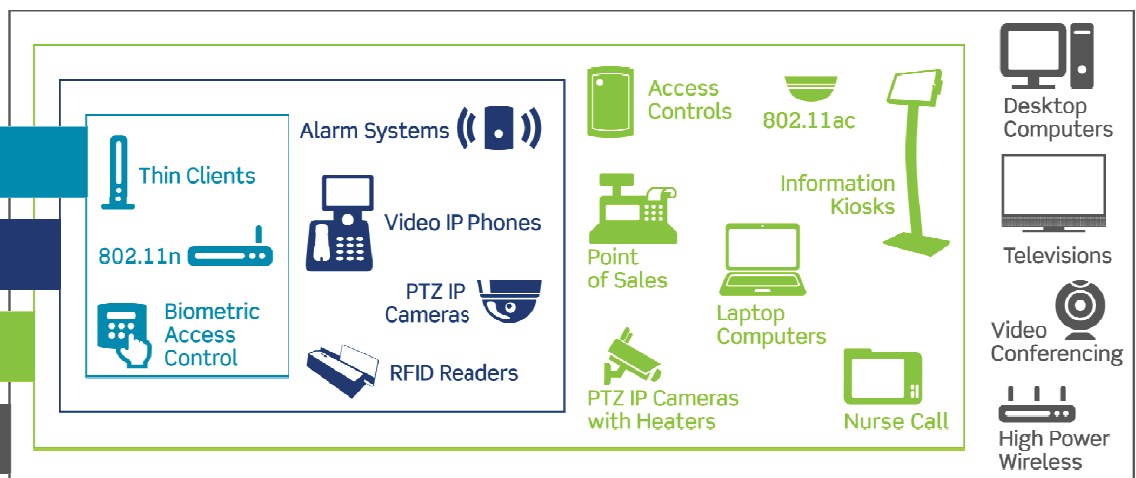 Thin Clients
802.11n
Biometric
Access
Control
Alarm Systems
Video IP Phones
PTZ IP
Cameras
RFID Readers
Access
Controls
802.11ac
Information
Kiosks
Point
of Sales
Laptop
Computers
PTZ IP Cameras
with Heaters
Nurse Call
Desktop
Computers
Televisions
Video
Conferencing
High Power
Wireless